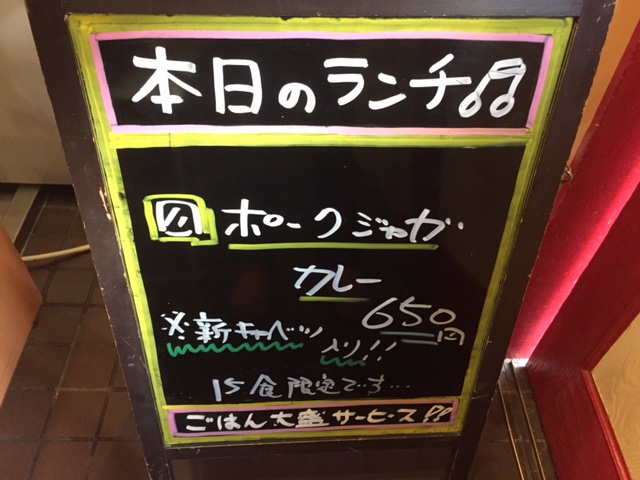 本日のランチ♫
ポークジャガ
カレー
650円
※新キャベツ
入り!!
15食限定です…
ごはん大盛サービス!!